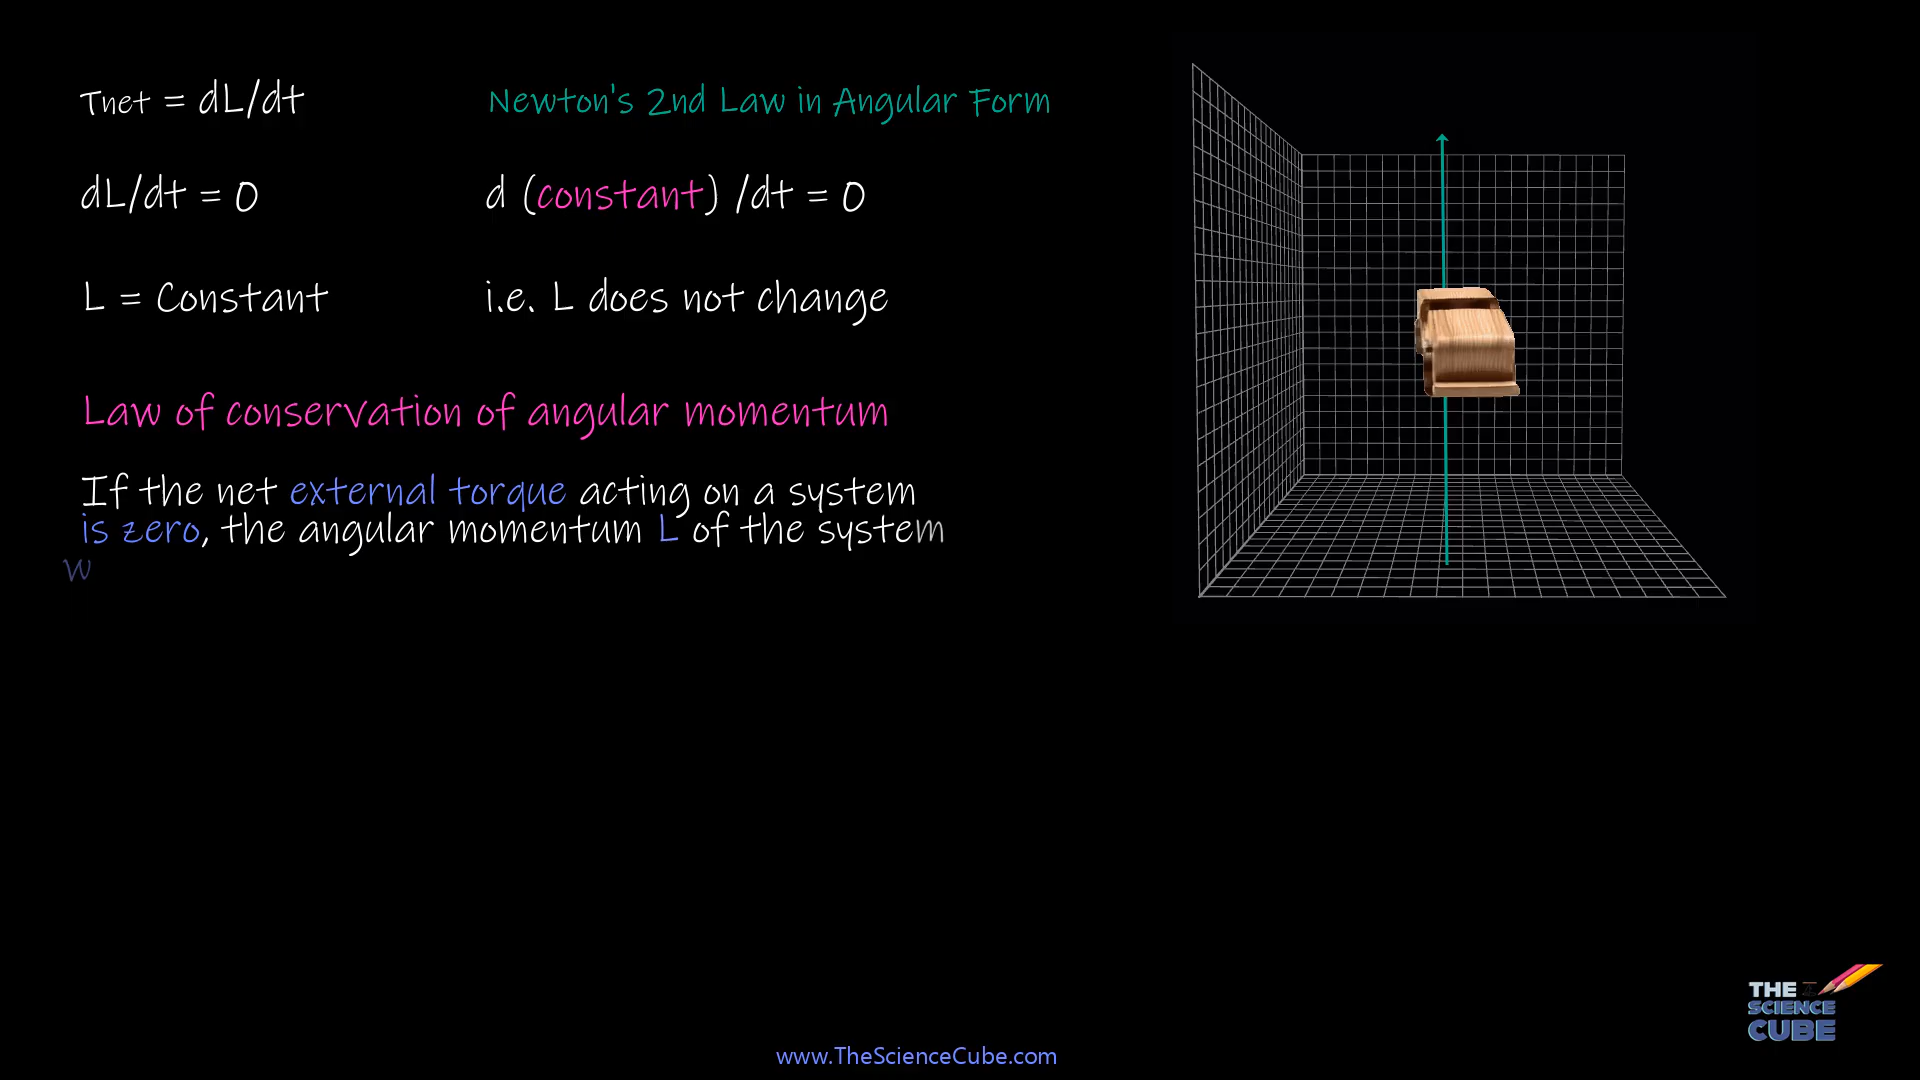 τnet = dL/dt Newton's 2nd Law in Angular Form
dL/dt = 0 d (constant) /dt = 0
L = Constant i.e. L does not change
Law of conservation of angular momentum
If the net external torque acting on a system
is zero, the angular momentum L of the system
w
THE
SCIENCE
CUBE
www.TheScienceCube.com